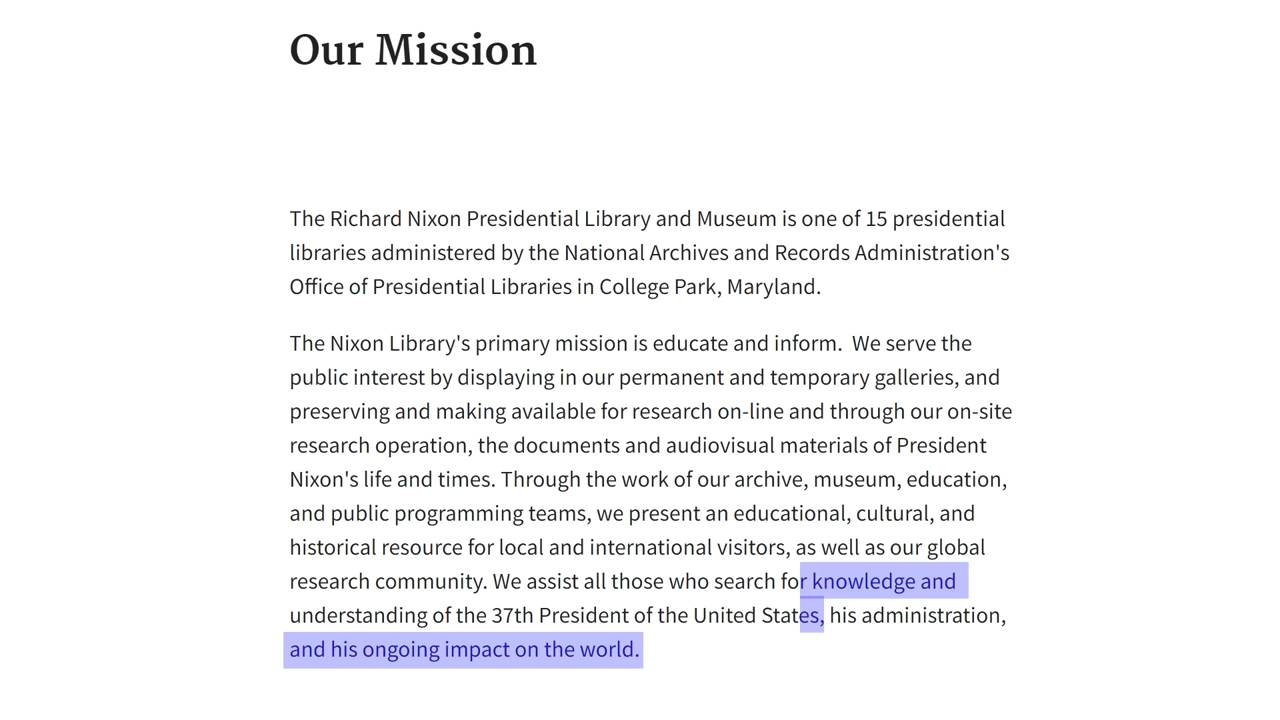 Our Mission
The Richard Nixon Presidential Library and Museum is one of 15 presidential
libraries administered by the National Archives and Records Administration's
Office of Presidential Libraries in College Park, Maryland.
The Nixon Library's primary mission is educate and inform.  We serve the
public interest by displaying in our permanent and temporary galleries, and
preserving and making available for research on-line and through our on-site
research operation, the documents and audiovisual materials of President
Nixon's life and times. Through the work of our archive, museum, education,
and public programming teams, we present an educational, cultural, and
historical resource for local and international visitors, as well as our global
research community. We assist all those who search for knowledge and
understanding of the 37th President of the United States, his administration,
and his ongoing impact on the world.